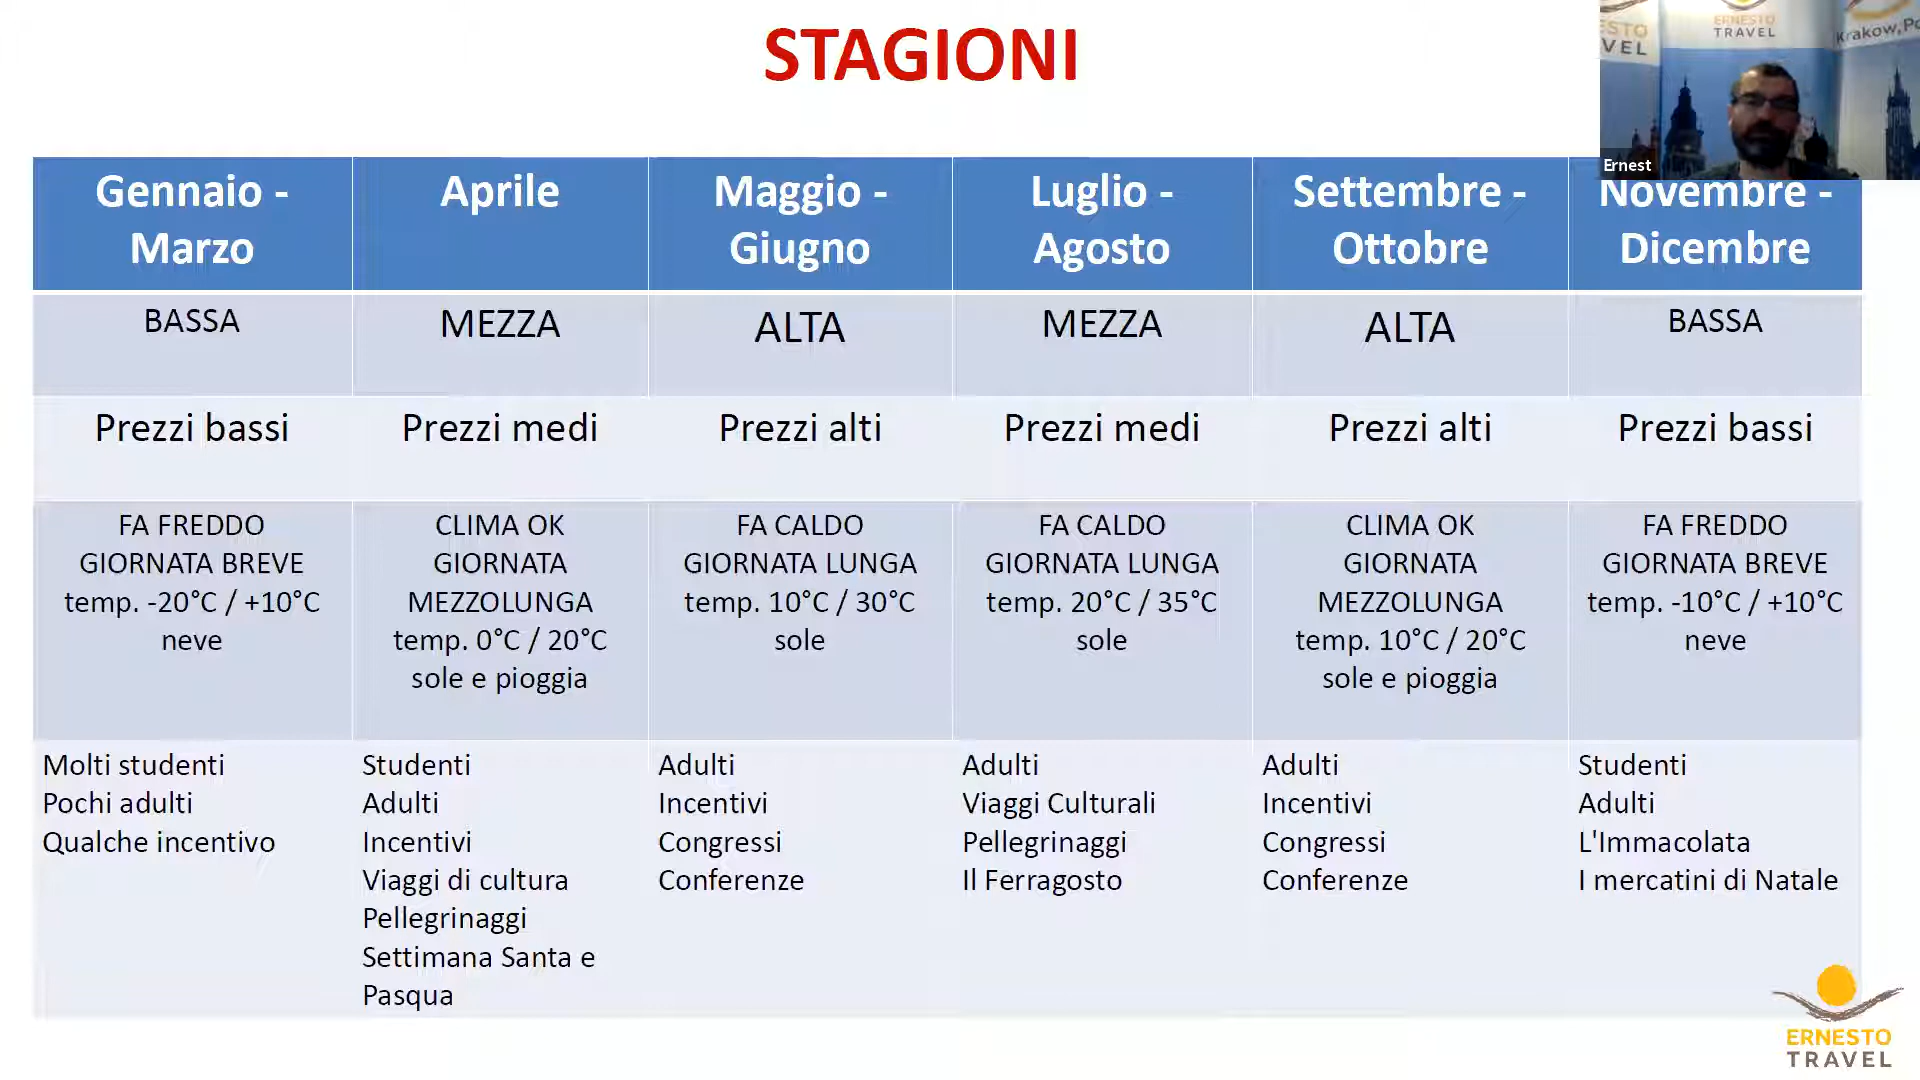 STAGIONI
ESTO
VEL
ERNESTO
TRAVEL
Krakow, Po
Ernest
Gennaio -
Marzo
Aprile
Maggio -
Giugno
Luglio -
Agosto
Settembre -
Ottobre
Novembre -
Dicembre
BASSA
MEZZA
ALTA
MEZZA
ALTA
BASSA
Prezzi bassi
Prezzi medi
Prezzi alti
Prezzi medi
Prezzi alti
Prezzi bassi
FA FREDDO
GIORNATA BREVE
temp. -20°C / +10°C
neve
CLIMA OK
GIORNATA
MEZZOLUNGA
temp. 0°C / 20°C
sole e pioggia
FA CALDO
GIORNATA LUNGA
temp. 10°C / 30°C
sole
FA CALDO
GIORNATA LUNGA
temp. 20°C / 35°C
sole
CLIMA OK
GIORNATA
MEZZOLUNGA
temp. 10°C / 20°C
sole e pioggia
FA FREDDO
GIORNATA BREVE
temp. -10°C / +10°C
neve
Molti studenti
Pochi adulti
Qualche incentivo
Studenti
Adulti
Incentivi
Viaggi di cultura
Pellegrinaggi
Settimana Santa e
Pasqua
Adulti
Incentivi
Congressi
Conferenze
Adulti
Viaggi Culturali
Pellegrinaggi
Il Ferragosto
Adulti
Incentivi
Congressi
Conferenze
Studenti
Adulti
L'Immacolata
I mercatini di Natale
ERNESTO
TRAVEL